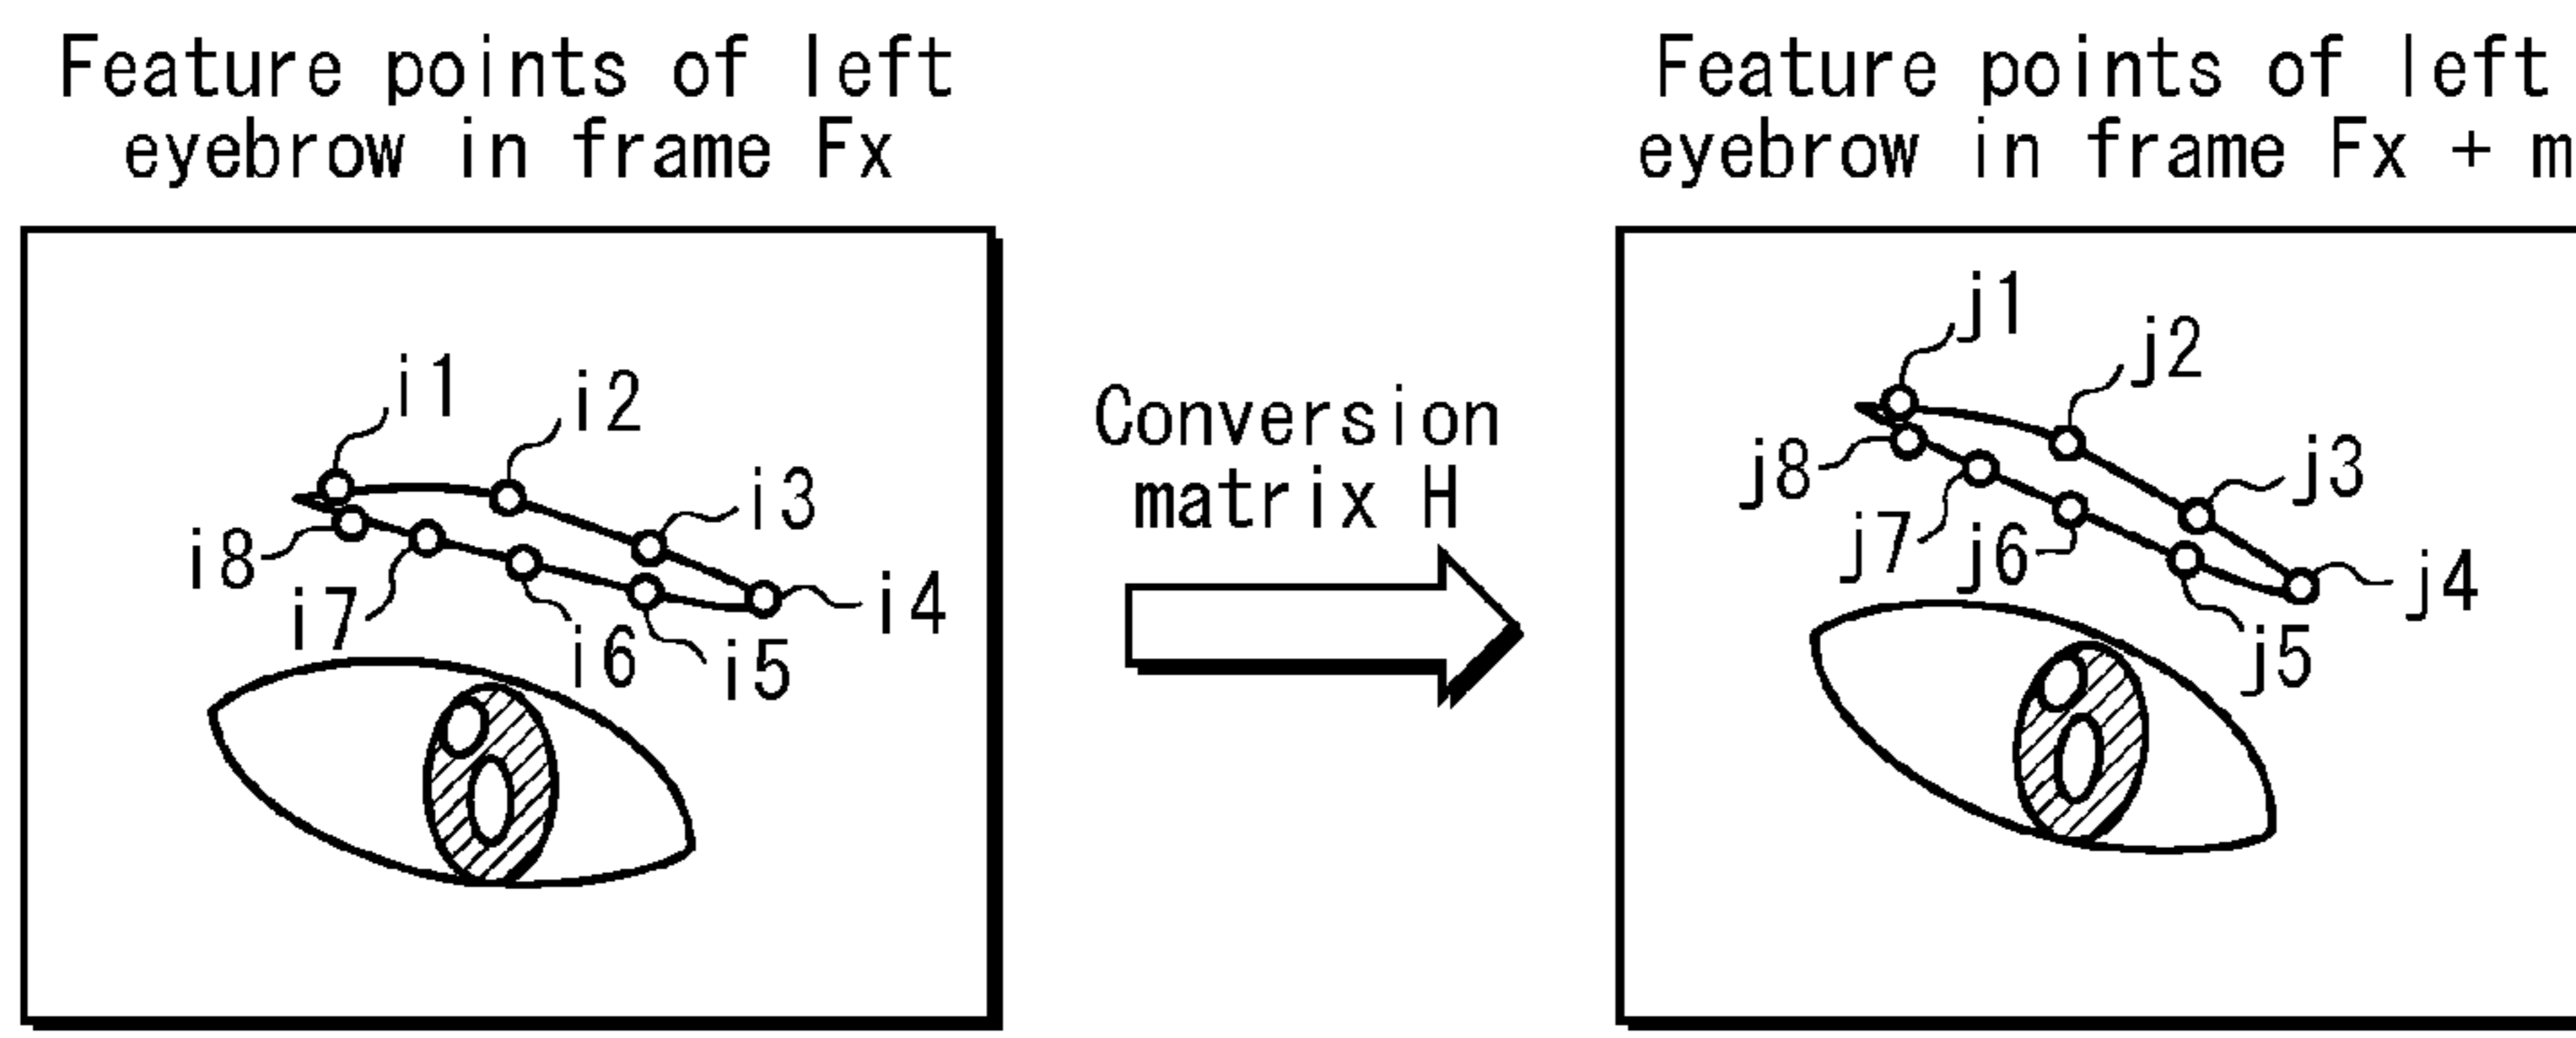 Feature points of left
eyebrow in frame Fx
i1
i2
i3
i4
i5
i6
i7
i8
Conversion
matrix H
Feature points of left
eyebrow in frame Fx + m
j1
j2
j3
j4
j5
j6
j7
j8